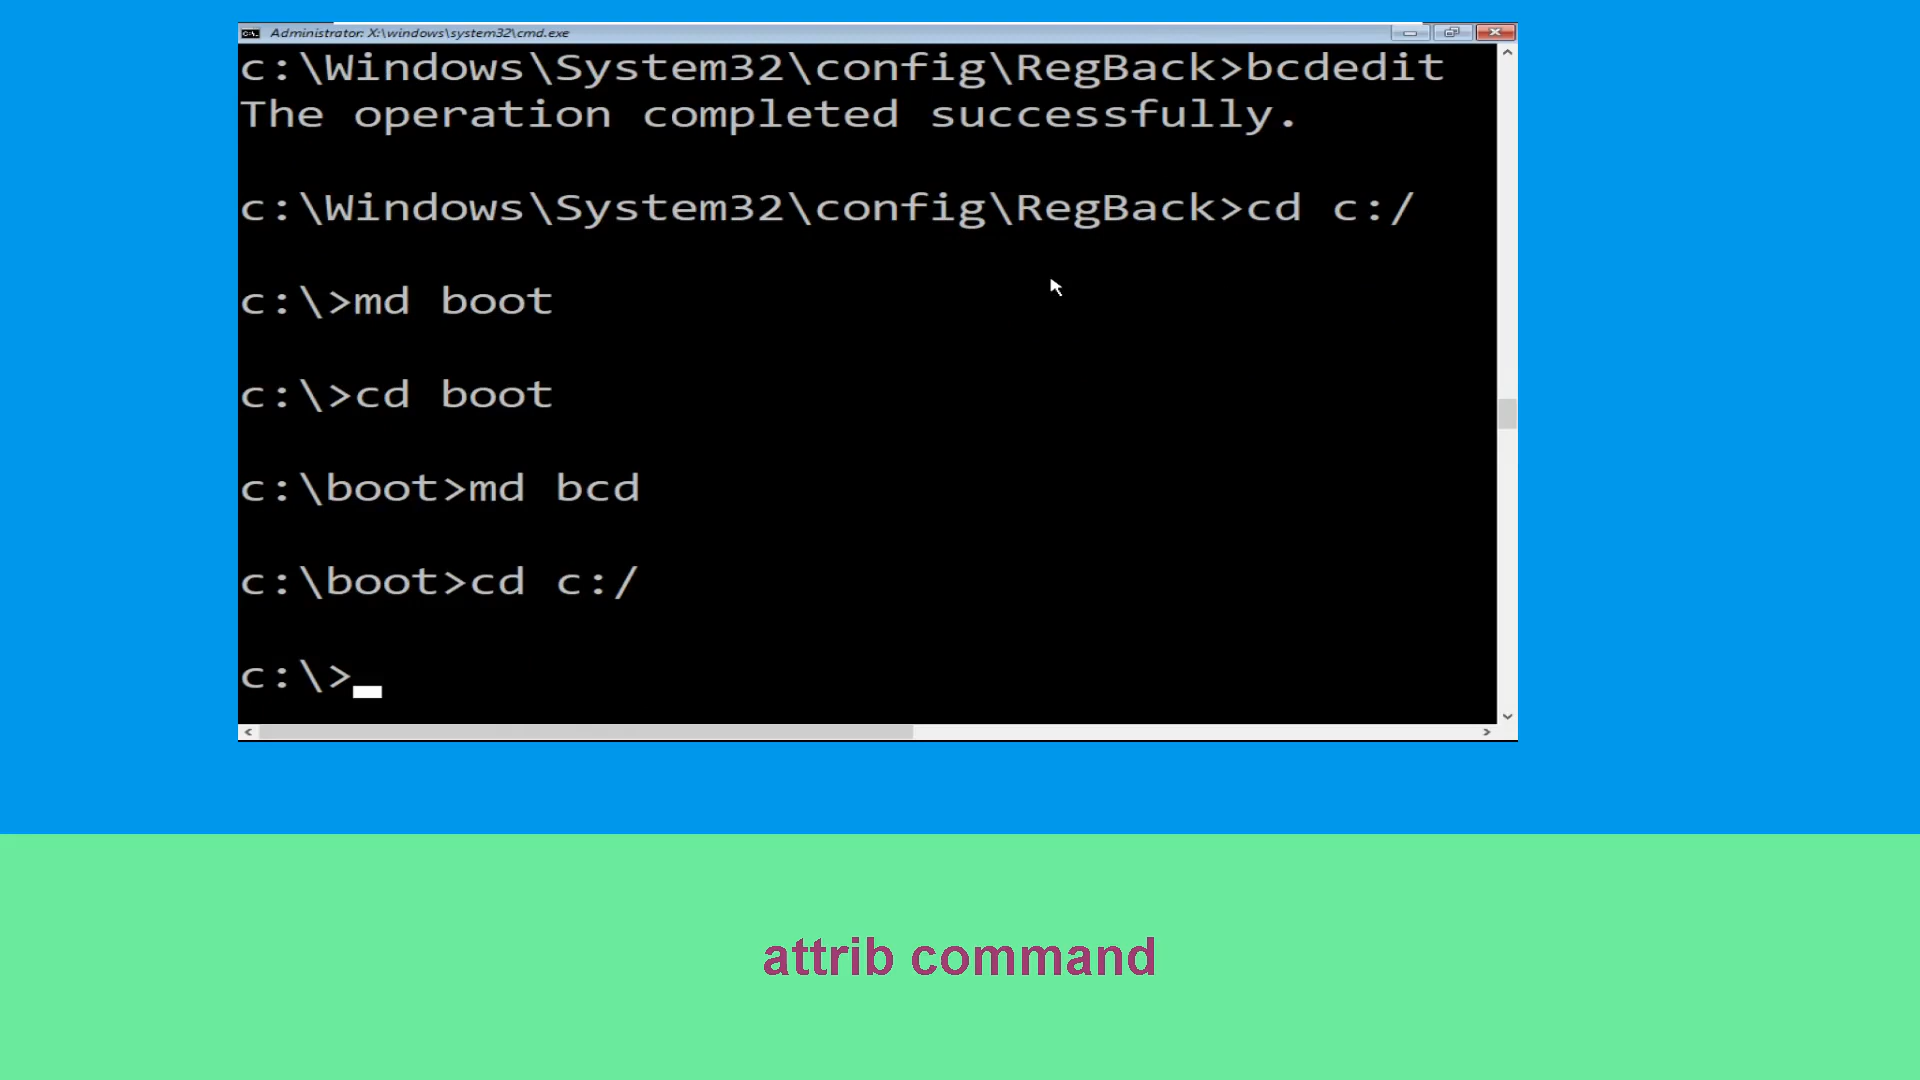 Administrator: X:\windows\system32\cmd.exe
c:\Windows\System32\config\RegBack>bcdedit
The operation completed successfully.
c:\Windows\System32\config\RegBack>cd c:/
c:\>md boot
c:\>cd boot
c:\boot>md bcd
c:\boot>cd c:/
c:\>
attrib command